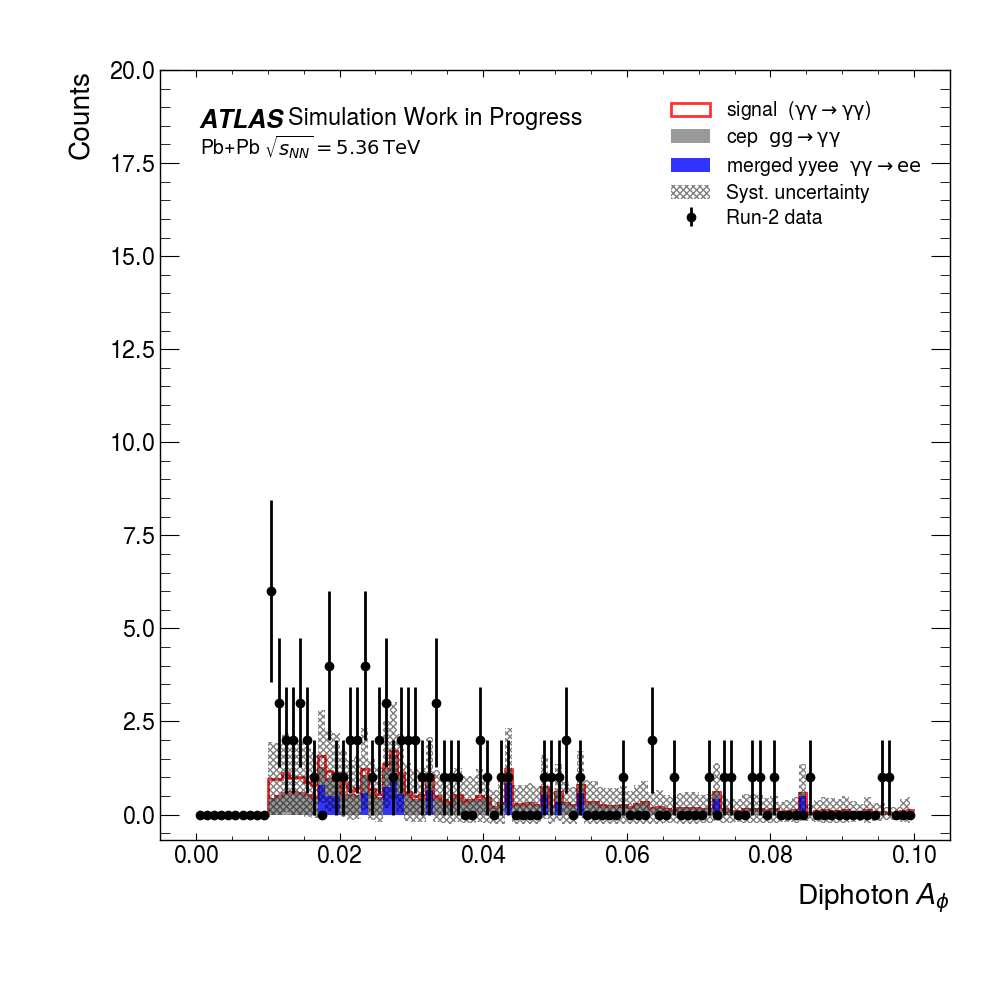 Counts
20.0
17.5
15.0
12.5
10.0
7.5
5.0
2.5
0.0
ATLAS Simulation Work in Progress
Pb+Pb √s_NN = 5.36 TeV
signal (γγ→γγ)
cep gg→γγ
merged yyee γγ→ee
Syst. uncertainty
Run-2 data
0.00 0.02 0.04 0.06 0.08 0.10
Diphoton A_ϕ